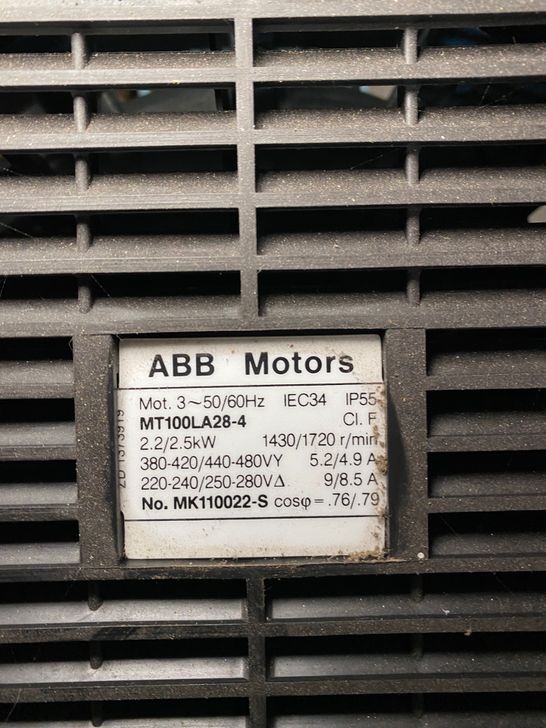 ABB Motors
Mot. 3~50/60Hz IEC34 IP55
MT100LA28-4 Cl. F
2.2/2.5kW 1430/1720 r/min
380-420/440-480VY 5.2/4.9 A
220-240/250-280VΔ 9/8.5 A
No. MK110022-S cosφ = .76/.79